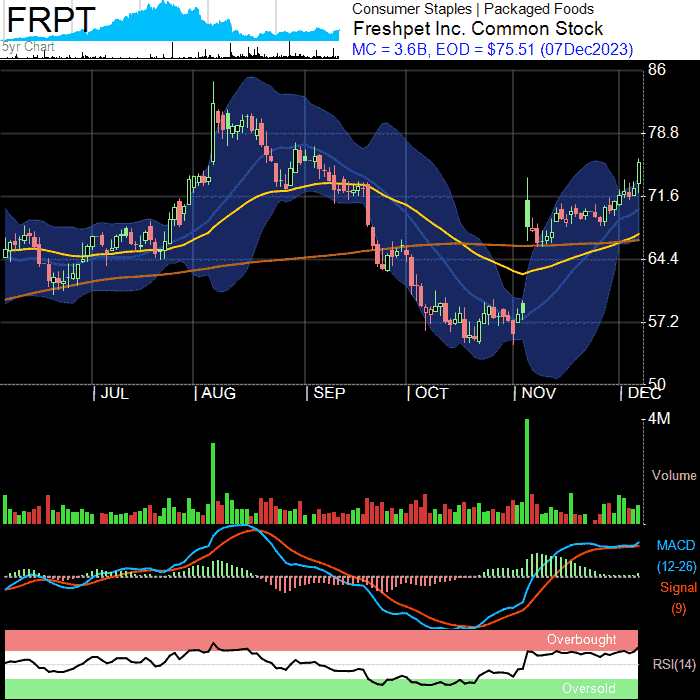 FRPT
5yr Chart
Consumer Staples | Packaged Foods
Freshpet Inc. Common Stock
MC = 3.6B, EOD = $75.51 (07Dec2023)
86
78.8
71.6
64.4
57.2
50
| JUL | AUG | SEP | OCT | NOV | DEC
4M
Volume
MACD
(12-26)
Signal
(9)
Overbought
RSI(14)
Oversold